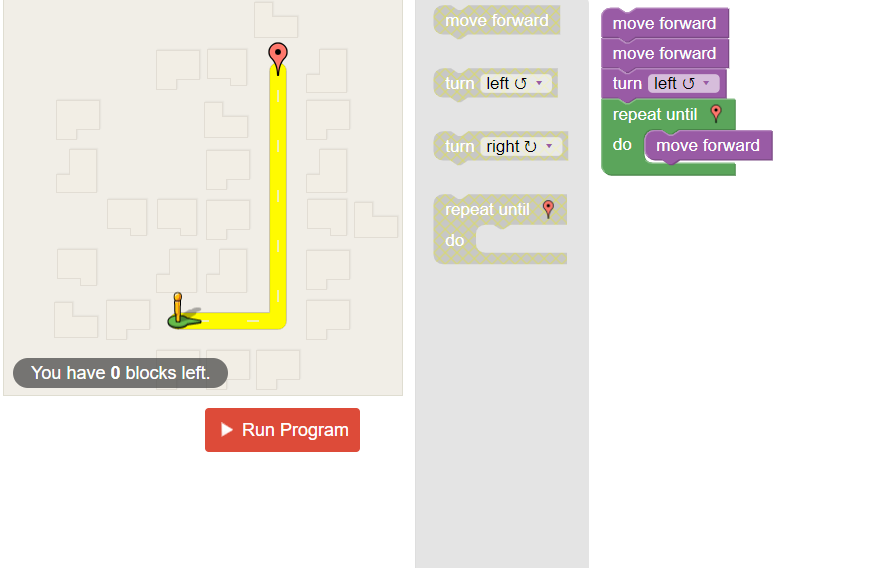 You have 0 blocks left.
Run Program
move forward
turn left ↺
turn right ↻
repeat until
do
move forward
move forward
turn left ↺
repeat until
do move forward